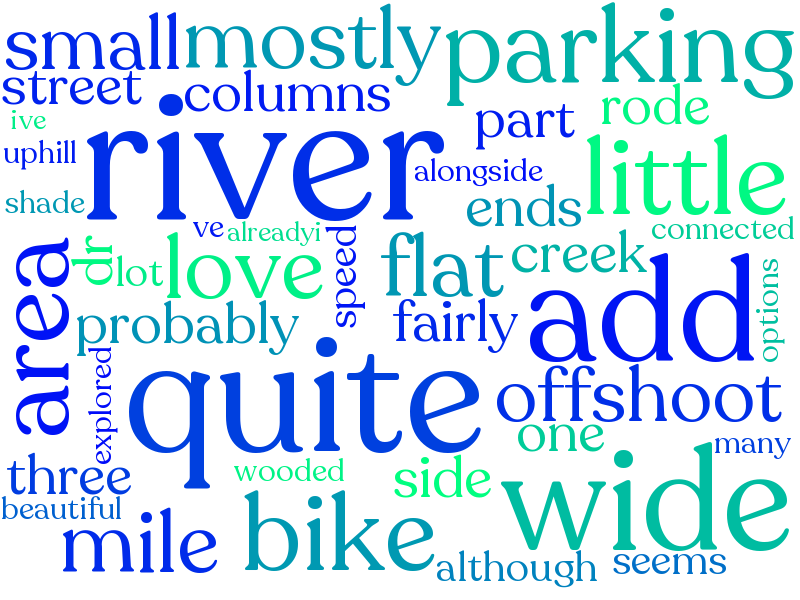 small mostly parking
street columns
ive river part rode
uphill alongside little
shade ends
ve alreadyi connected
area dr lot love speed flat creek options
probably fairly add
explored quite offshoot
one many
three wooded side wide
beautiful
mile bike although seems